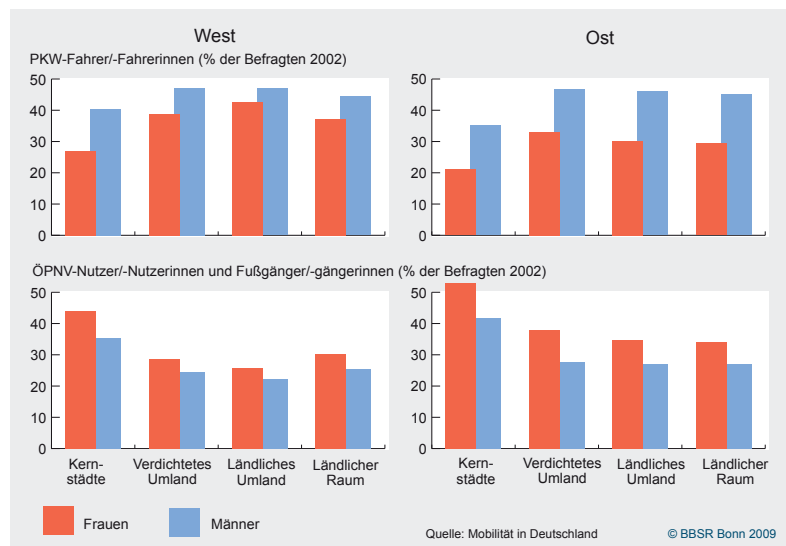 West
Ost
PKW-Fahrer/-Fahrerinnen (% der Befragten 2002)
50
40
30
20
10
0
50
40
30
20
10
0
ÖPNV-Nutzer/-Nutzerinnen und Fußgänger/-gängerinnen (% der Befragten 2002)
50
40
30
20
10
0
50
40
30
20
10
0
Kern-
städte
Verdichtetes
Umland
Ländliches
Umland
Ländlicher
Raum
Kern-
städte
Verdichtetes
Umland
Ländliches
Umland
Ländlicher
Raum
Frauen
Männer
Quelle: Mobilität in Deutschland
© BBSR Bonn 2009